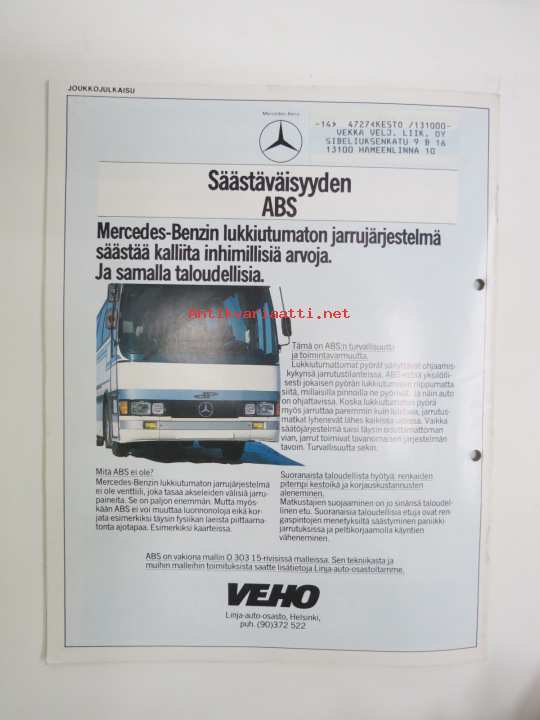 JOUKKOJULKAISU
Mercedes-Benz
-14* 47274KESTO /131000-
VEKKA VELJ. LIIK. OY
SIBELIUKSENKATU 9 B 16
13100 HÄMEENLINNA 10
Säästäväisyyden
ABS
Mercedes-Benzin lukkiutumaton jarrujärjestelmä
säästää kalliita inhimillisiä arvoja.
Ja samalla taloudellisia.
Antikvariaatti.net
Tämä on ABS:n turvallisuutta
ja toimintavarmuutta.
Lukkiutumattomat pyörät säilyttävät ohjaamis-
kykynsä jarrutustilanteissa. ABS estää yksilölli-
sesti jokaisen pyörän lukkiutumisen riippumatta
siitä, millaisilla pinnoilla ne pyörivät. Ja näin auto
on ohjattavissa. Koska lukkiutumaton pyörä
myös jarruttaa paremmin kuin lukittuva, jarrutus-
matkat lyhenevät lähes kaikissa oloissa. Vaikka
säätöjärjestelmä saisi täysin odottamattoman
vian, jarrut toimivat tavanomaisen järjestelmän
tavoin. Turvallisuutta sekin.
Mitä ABS ei ole?
Mercedes-Benzin lukkiutumaton jarrujärjestelmä
ei ole venttiili, joka tasaa akseleiden välisiä jarru-
paineita. Se on paljon enemmän. Mutta myös-
kään ABS ei voi muuttaa luonnonoloja eikä kor-
jata esimerkiksi täysin fysiikan laeista piittaama-
tonta ajotapaa. Esimerkiksi kaarteissa.
Suoranaista taloudellista hyötyä: renkaiden
pitempi kestoikä ja korjauskustannusten
aleneminen.
Matkustajien suojaaminen on jo sinänsä taloudel-
linen etu. Suoranaisia taloudellisia etuja ovat ren-
gaspintojen menetyksiltä säästyminen paniikki-
jarrutuksissa ja peltikorjaamolla käyntien
väheneminen.
ABS on vakiona mallin O 303 15-rivisissä malleissa. Sen tekniikasta ja
muihin malleihin toimituksista saatte lisätietoja Linja-auto-osastoltamme.
VEHO
Linja-auto-osasto, Helsinki,
puh. (90)372 522